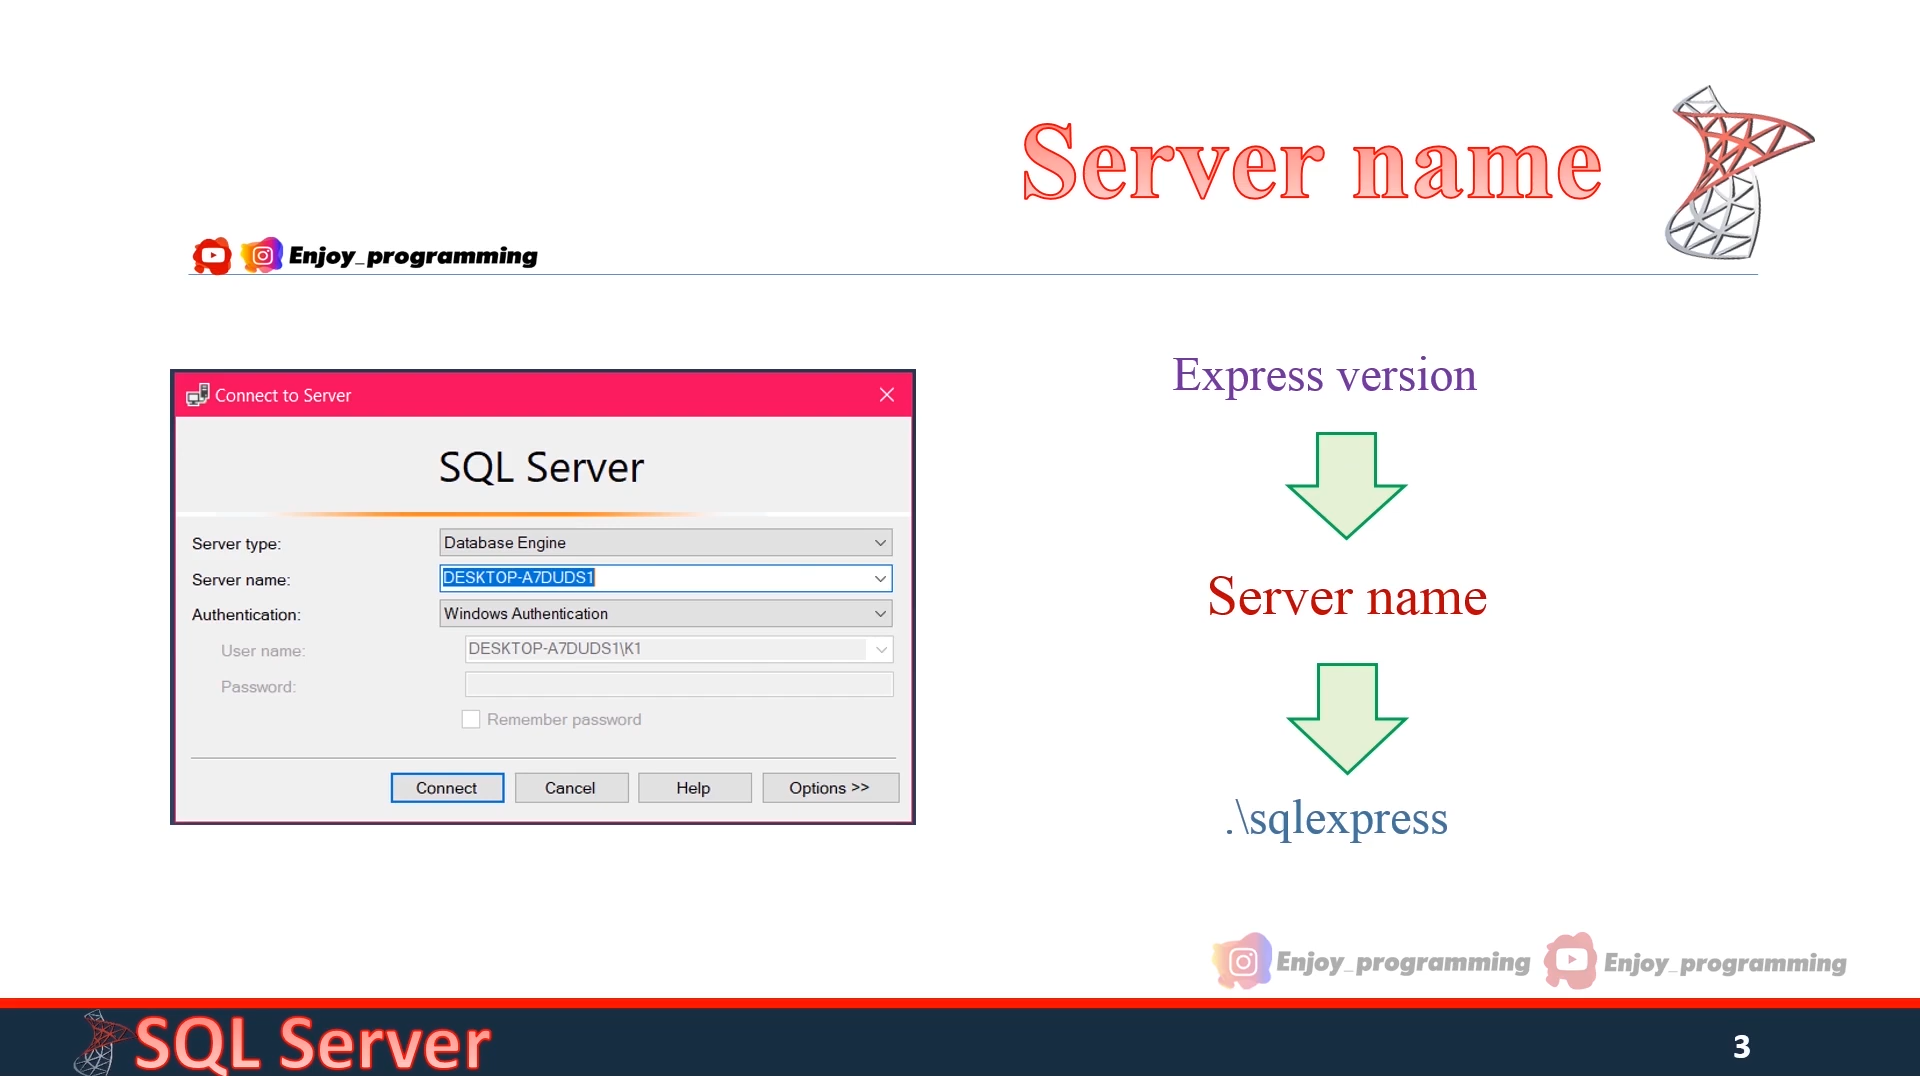 Server name
Enjoy_programming
Connect to Server
SQL Server
Server type: Database Engine
Server name: DESKTOP-A7DUDS1
Authentication: Windows Authentication
User name: DESKTOP-A7DUDS1\K1
Password:
Remember password
Connect Cancel Help Options >>
Express version
Server name
.\sqlexpress
Enjoy_programming Enjoy_programming
SQL Server
3